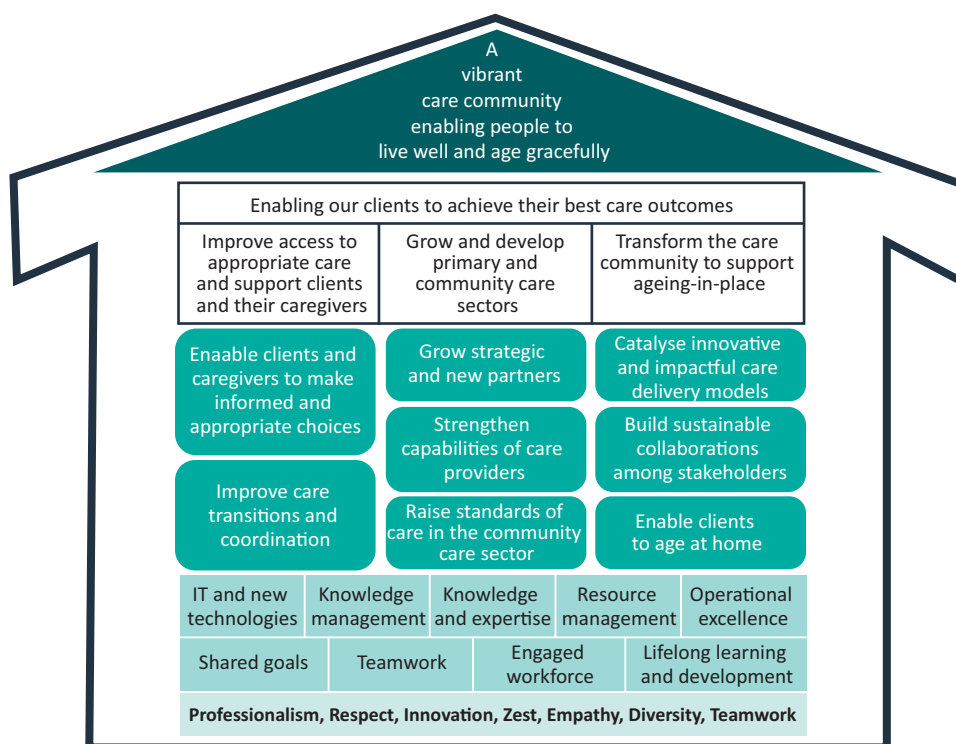 A
vibrant
care community
enabling people to
live well and age gracefully
Enabling our clients to achieve their best care outcomes
Improve access to
appropriate care
and support clients
and their caregivers
Grow and develop
primary and
community care
sectors
Transform the care
community to support
ageing-in-place
Enaable clients and
caregivers to make
informed and
appropriate choices
Improve care
transitions and
coordination
Grow strategic
and new partners
Strengthen
capabilities of care
providers
Raise standards of
care in the community
care sector
Catalyse innovative
and impactful care
delivery models
Build sustainable
collaborations
among stakeholders
Enable clients
to age at home
IT and new
technologies
Knowledge
management
Knowledge
and expertise
Resource
management
Operational
excellence
Shared goals
Teamwork
Engaged
workforce
Lifelong learning
and development
Professionalism, Respect, Innovation, Zest, Empathy, Diversity, Teamwork